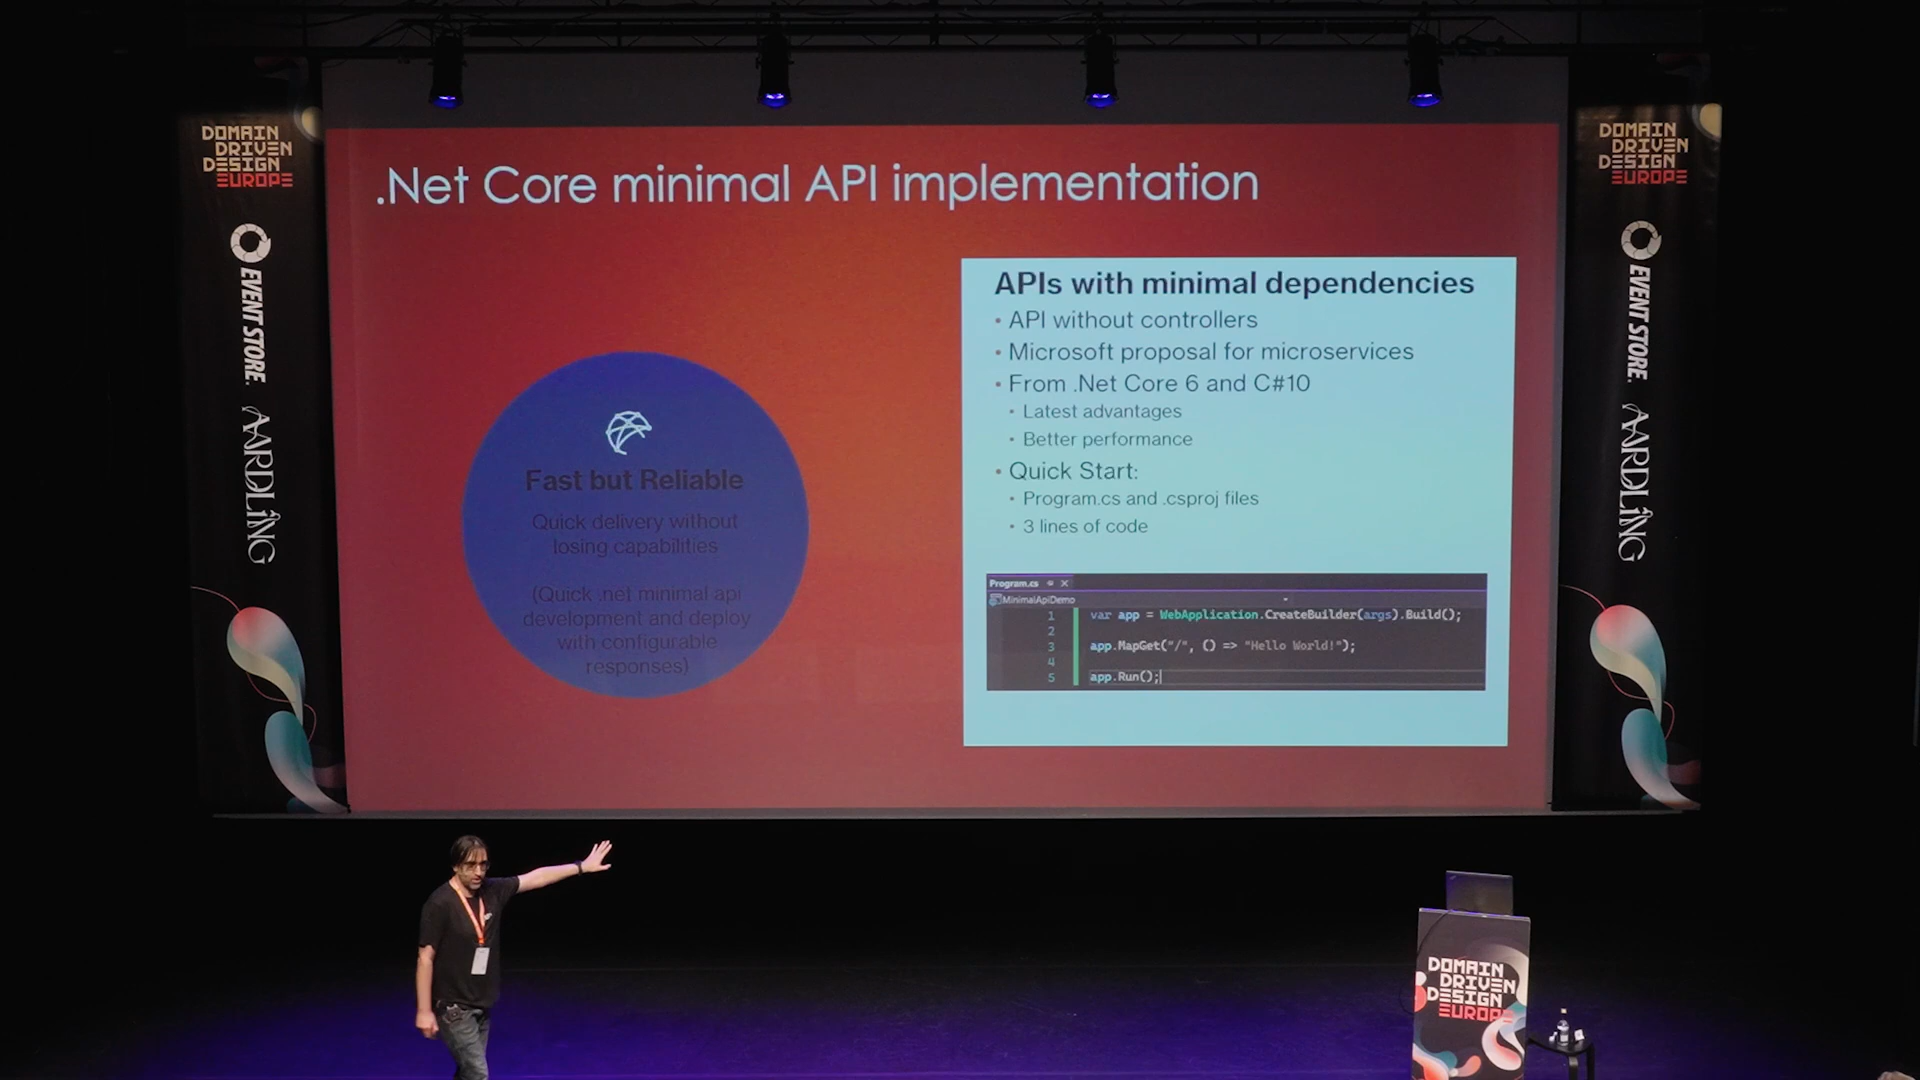 DOMAIN
DRIVEN
DESIGN
EUROPE
EVENT STORE.
AARDLING
.Net Core minimal API implementation
Fast but Reliable
Quick delivery without
losing capabilities
(Quick .net minimal api
development and deploy
with configurable
responses)
APIs with minimal dependencies
• API without controllers
• Microsoft proposal for microservices
• From .Net Core 6 and C#10
• Latest advantages
• Better performance
• Quick Start:
• Program.cs and .csproj files
• 3 lines of code
Program.cs
MinimalApiDemo
1 var app = WebApplication.CreateBuilder(args).Build();
2
3 app.MapGet("/", () => "Hello World!");
4
5 app.Run();
DOMAIN
DRIVEN
DESIGN
EUROPE
EVENT STORE.
AARDLING
DOMAIN
DRIVEN
DESIGN
EUROPE